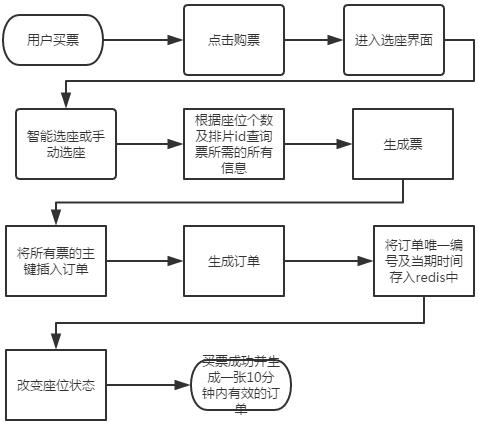 用户买票
点击购票
进入选座界面
智能选座或手
动选座
根据座位个数
及排片id查询
票所需的所有
信息
生成票
将所有票的主
键插入订单
生成订单
将订单唯一编
号及当期时间
存入redis中
改变座位状态
买票成功并生
成一张10分
钟内有效的订
单